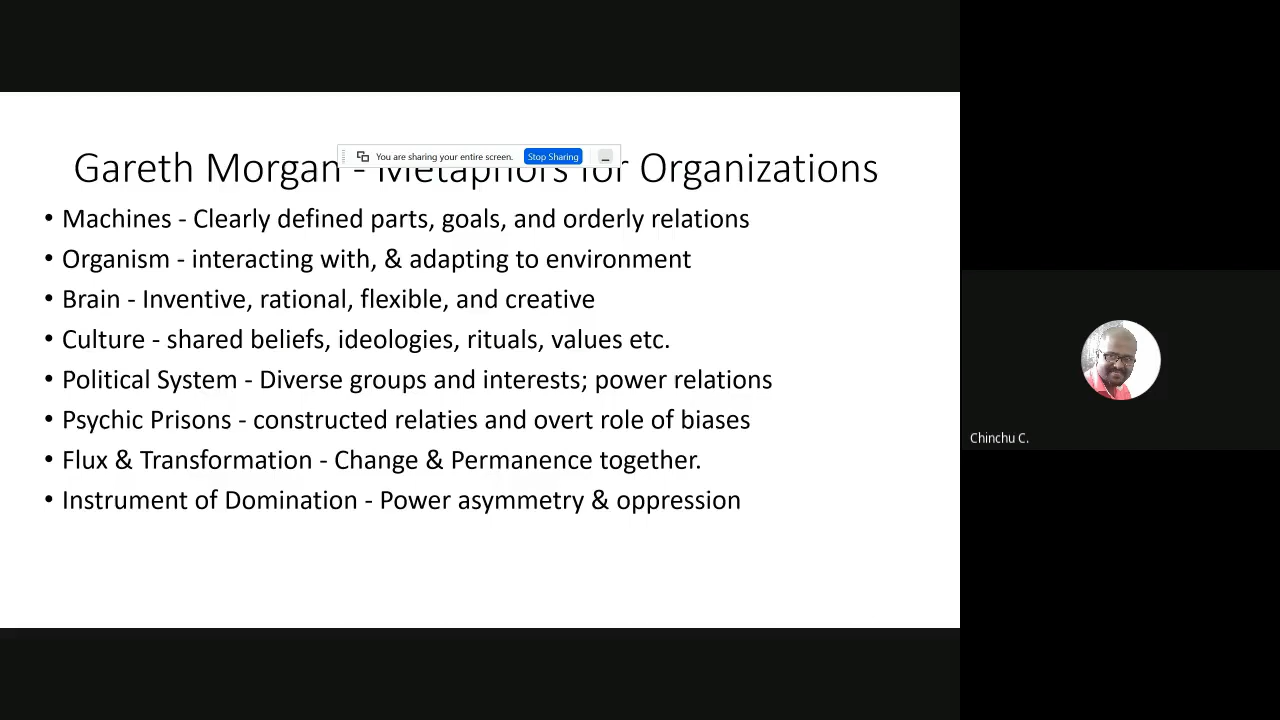 You are sharing your entire screen. Stop Sharing
Gareth Morgan - Metaphors for Organizations
• Machines - Clearly defined parts, goals, and orderly relations
• Organism - interacting with, & adapting to environment
• Brain - Inventive, rational, flexible, and creative
• Culture - shared beliefs, ideologies, rituals, values etc.
• Political System - Diverse groups and interests; power relations
• Psychic Prisons - constructed relaties and overt role of biases
• Flux & Transformation - Change & Permanence together.
• Instrument of Domination - Power asymmetry & oppression
Chinchu C.